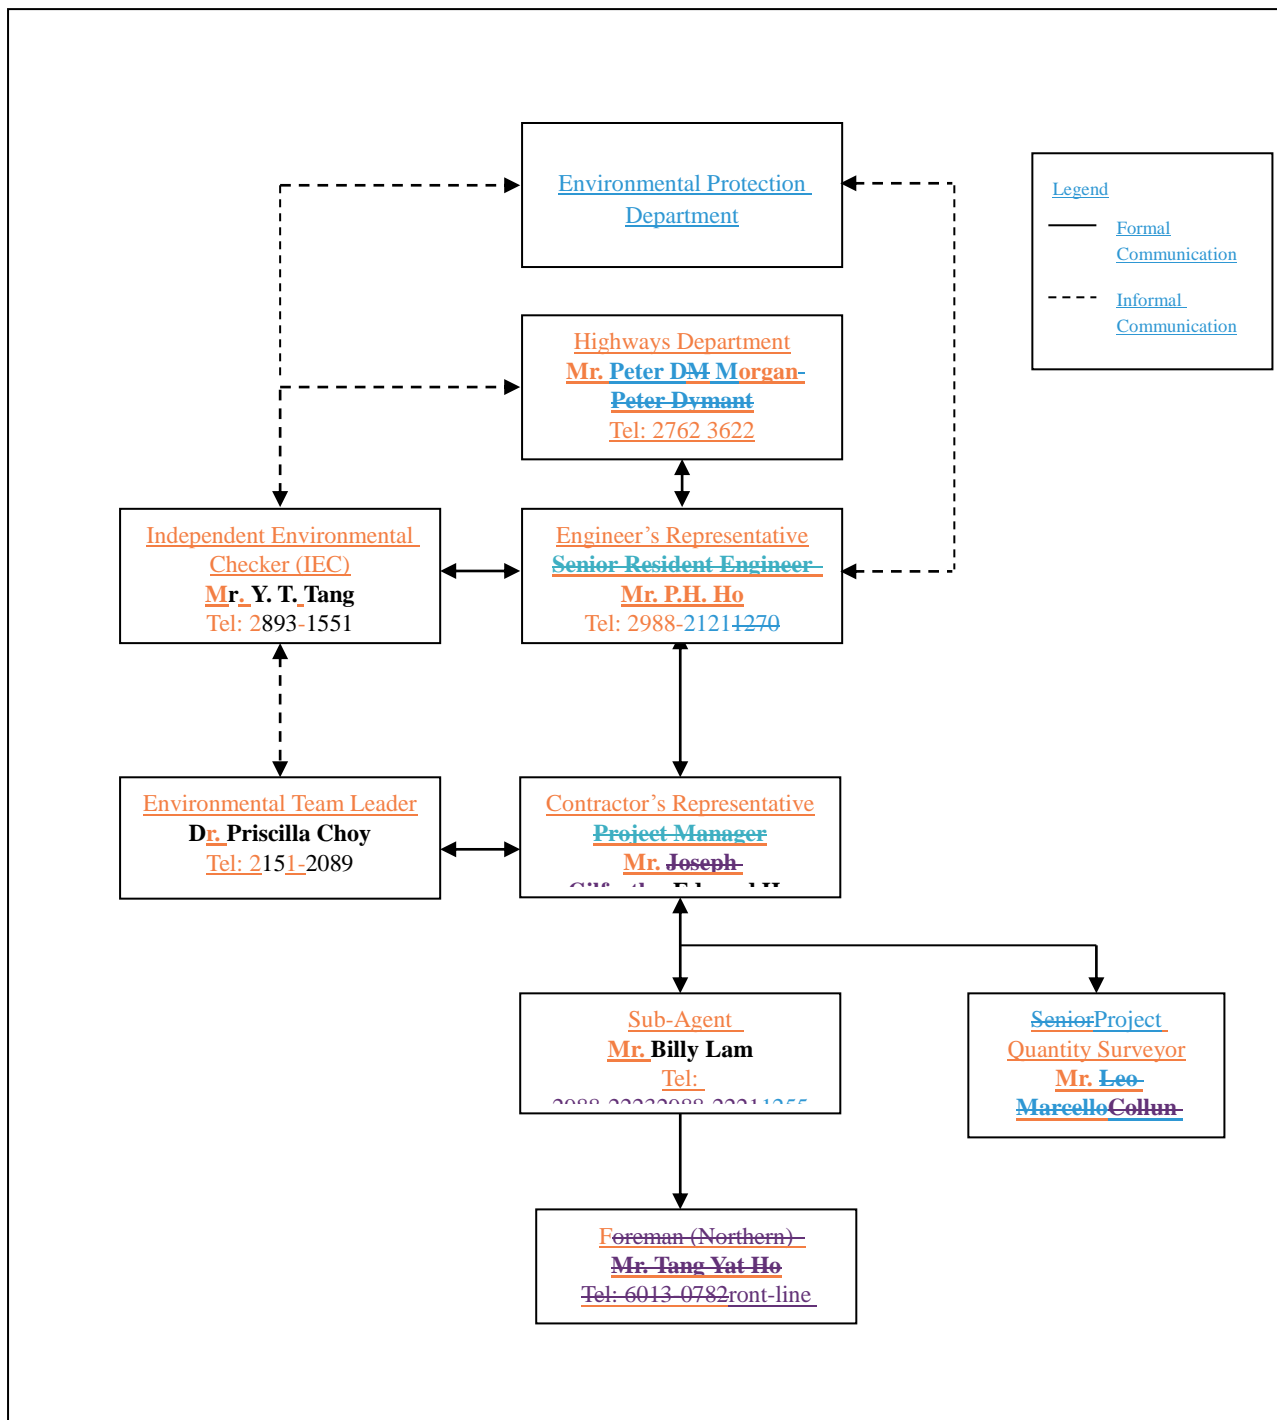 Environmental Protection
Department
Legend
Formal
Communication
Informal
Communication
Highways Department
Mr. Peter DM Morgan
Peter Dymant
Tel: 2762 3622
Independent Environmental
Checker (IEC)
Mr. Y. T. Tang
Tel: 2893-1551
Engineer’s Representative
Senior Resident Engineer
Mr. P.H. Ho
Tel: 2988-21211270
Environmental Team Leader
Dr. Priscilla Choy
Tel: 2151-2089
Contractor’s Representative
Project Manager
Mr. Joseph
Sub-Agent
Mr. Billy Lam
Tel:
2988-22232988-22211255
SeniorProject
Quantity Surveyor
Mr. Leo
MarcelloCollun
Foreman (Northern)
Mr. Tang Yat Ho
Tel: 6013-0782ront-line